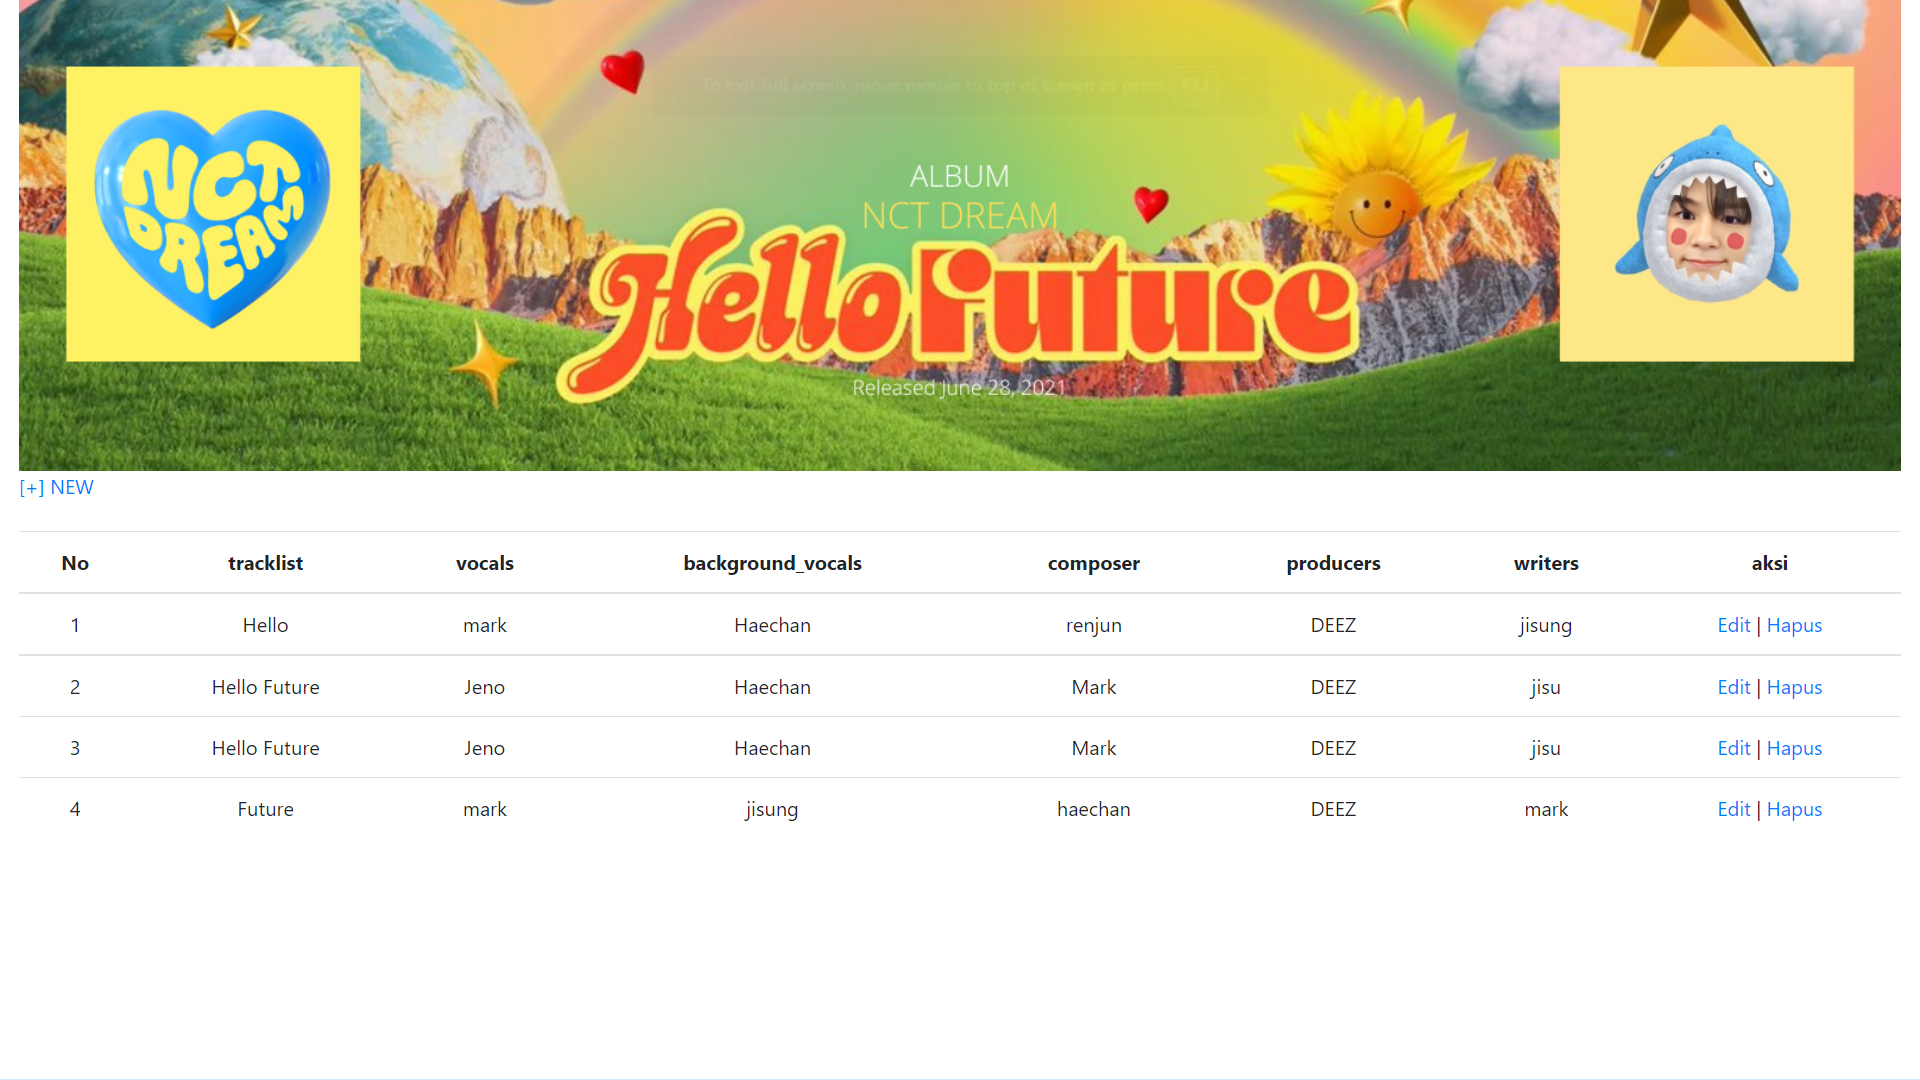 To exit full screen, move mouse to top of screen or press F11
NCT
DREAM
ALBUM
NCT DREAM
Hello Future
Released June 28, 2021
[+] NEW
No tracklist vocals background_vocals composer producers writers aksi
1 Hello mark Haechan renjun DEEZ jisung Edit | Hapus
2 Hello Future Jeno Haechan Mark DEEZ jisu Edit | Hapus
3 Hello Future Jeno Haechan Mark DEEZ jisu Edit | Hapus
4 Future mark jisung haechan DEEZ mark Edit | Hapus